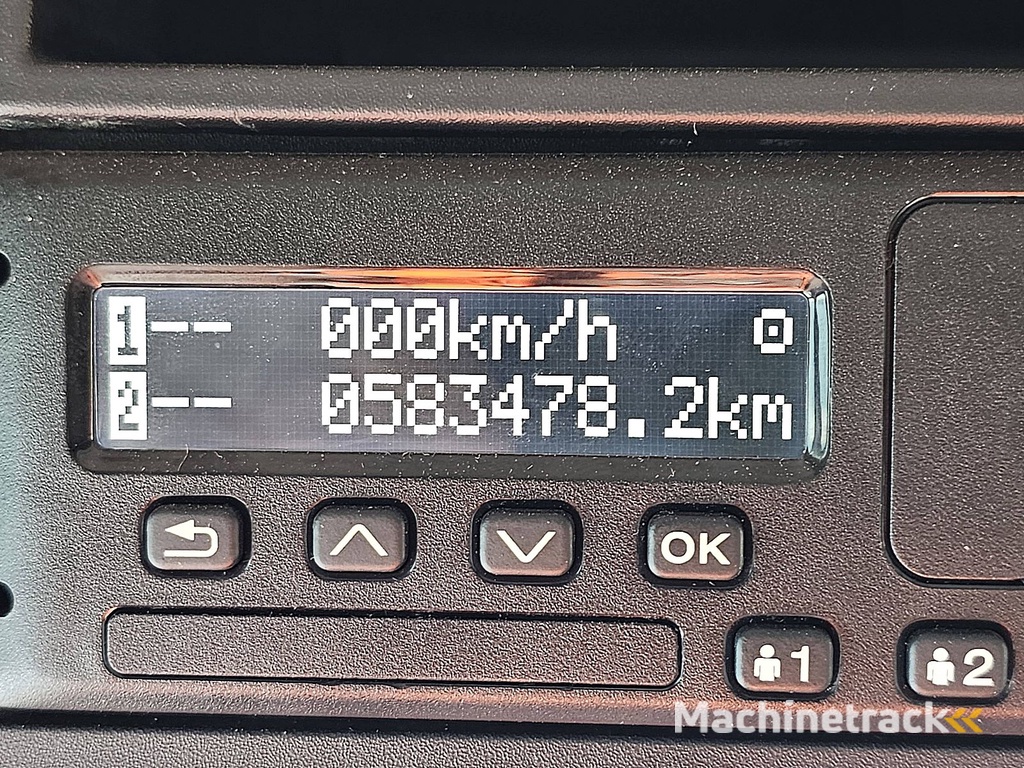 1-- 000km/h
2-- 0583478.2km
OK
1 2
Machinetrack